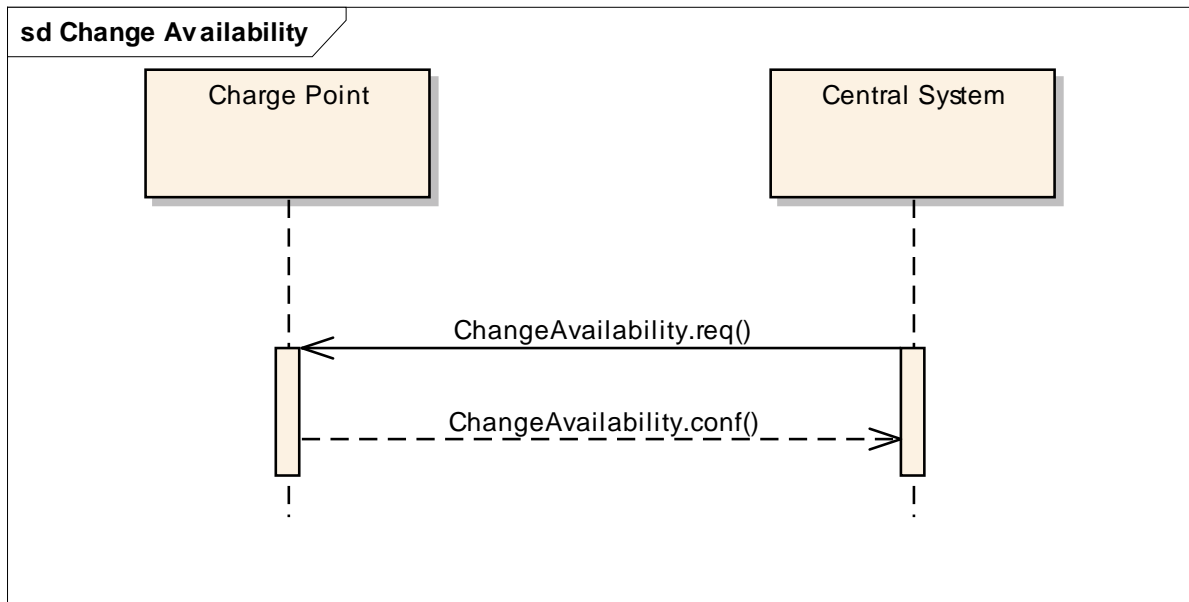 sd Change Availability
Charge Point
Central System
ChangeAvailability.req()
ChangeAvailability.conf()